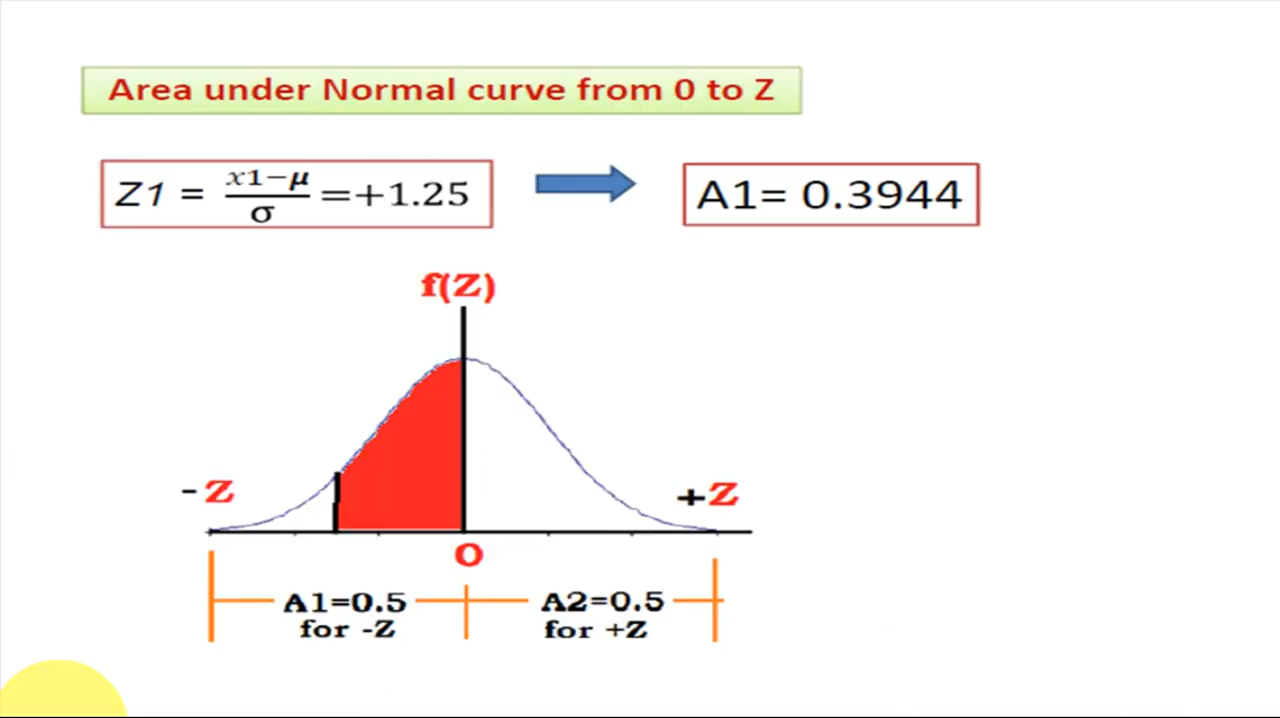 Area under Normal curve from 0 to Z
Z1 = x1−μ/σ =+1.25
A1= 0.3944
f(Z)
- Z
+Z
O
A1=0.5
for -Z
A2=0.5
for +Z